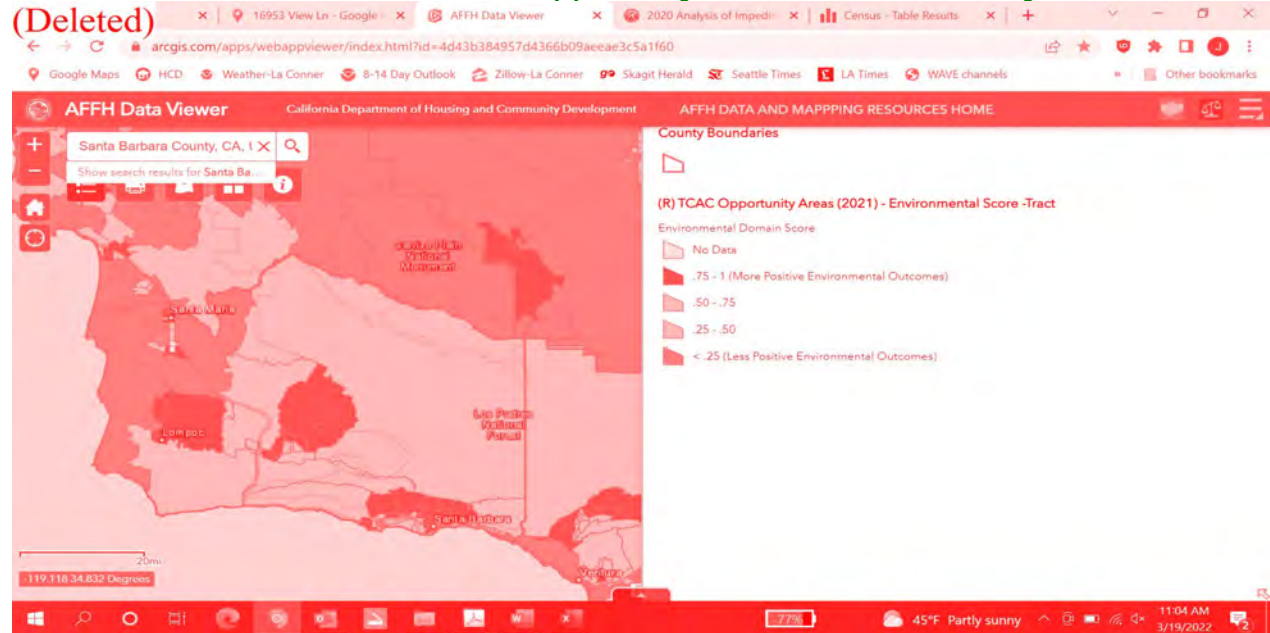 (Deleted)
16953 View Ln - Google
AFFH Data Viewer
2020 Analysis of Impedi
Census - Table Results
arcgis.com/apps/webappviewer/index.html?id=4d43b384957d4366b09aeeae3c5a1f60
Google Maps
HCD
Weather-La Conner
8-14 Day Outlook
Zillow-La Conner
Skagit Herald
Seattle Times
LA Times
WAVE channels
Other bookmarks
AFFH Data Viewer
California Department of Housing and Community Development
AFFH DATA AND MAPPPING RESOURCES HOME
Santa Barbara County, CA, U
Show search results for Santa Ba...
County Boundaries
(R) TCAC Opportunity Areas (2021) - Environmental Score -Tract
Environmental Domain Score
No Data
.75 - 1 (More Positive Environmental Outcomes)
.50 - .75
.25 - .50
< .25 (Less Positive Environmental Outcomes)
National
Monument
Santa Maria
Lompoc
Los Padres
National
Forest
Santa Barbara
Ventura
20mi
-119.118 34.832 Degrees
77%
45°F Partly sunny
11:04 AM
3/19/2022